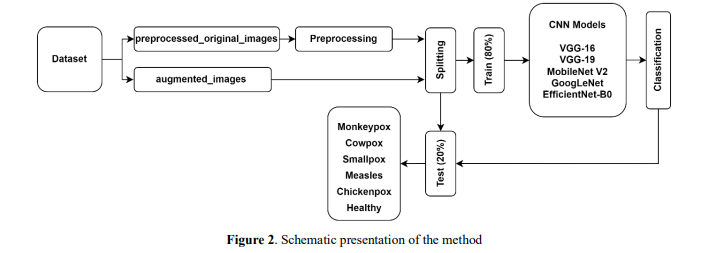 Dataset
preprocessed_original_images
Preprocessing
augmented_images
Splitting
Train (80%)
CNN Models
VGG-16
VGG-19
MobileNet V2
GoogLeNet
EfficientNet-B0
Classification
Monkeypox
Cowpox
Smallpox
Measles
Chickenpox
Healthy
Test (20%)
Figure 2. Schematic presentation of the method